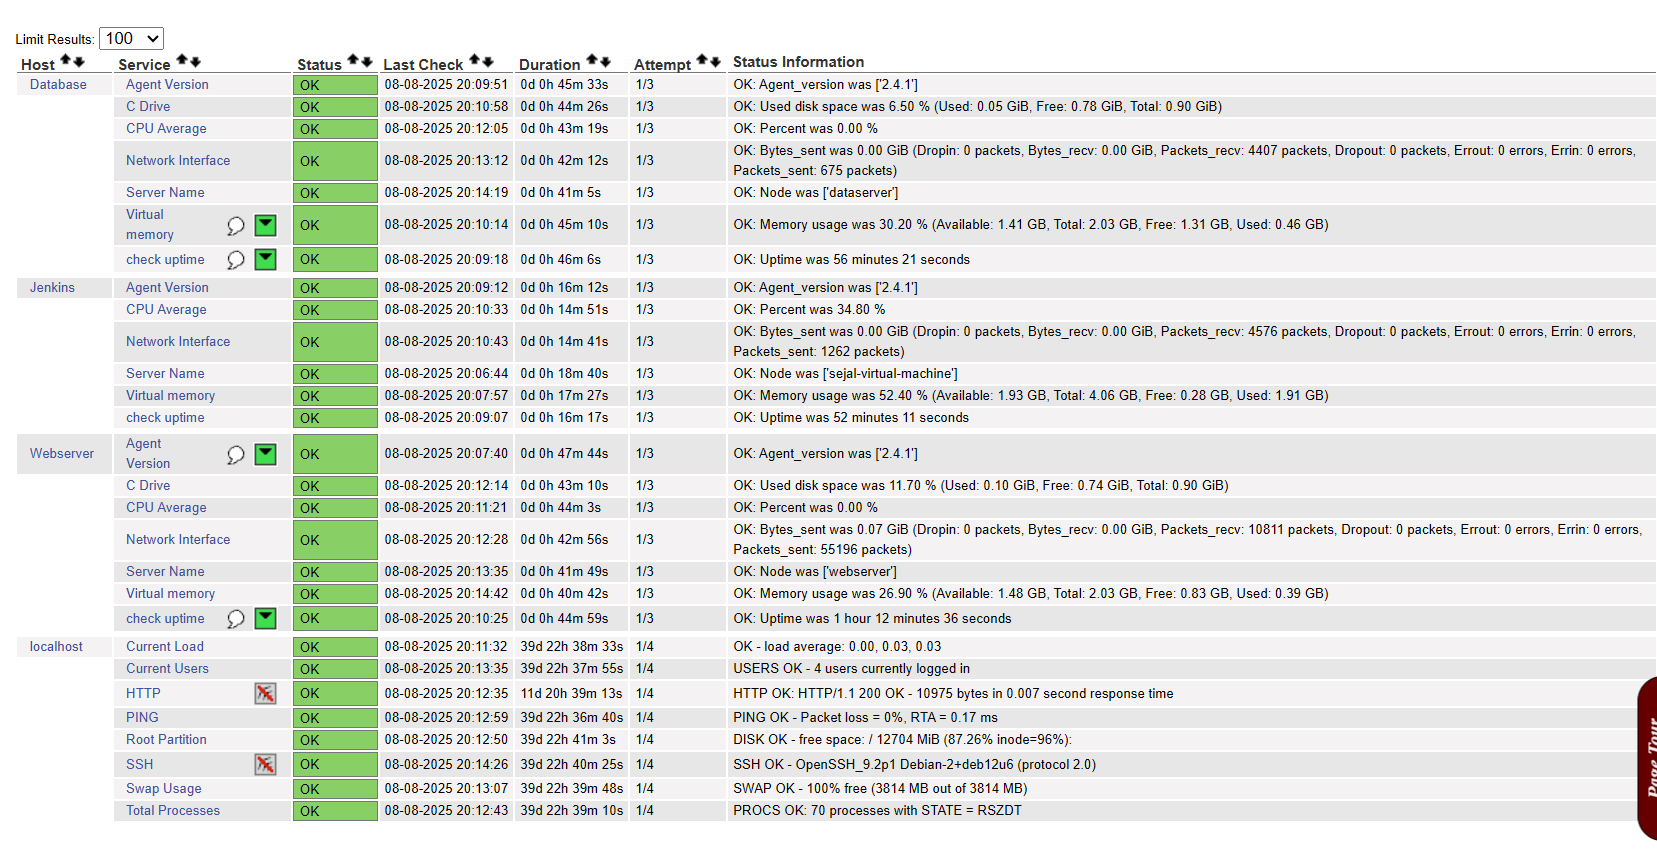 Limit Results: 100
Host Service Status Last Check Duration Attempt Status Information
Database Agent Version OK 08-08-2025 20:09:51 0d 0h 45m 33s 1/3 OK: Agent_version was ['2.4.1']
C Drive OK 08-08-2025 20:10:58 0d 0h 44m 26s 1/3 OK: Used disk space was 6.50 % (Used: 0.05 GiB, Free: 0.78 GiB, Total: 0.90 GiB)
CPU Average OK 08-08-2025 20:12:05 0d 0h 43m 19s 1/3 OK: Percent was 0.00 %
Network Interface OK 08-08-2025 20:13:12 0d 0h 42m 12s 1/3 OK: Bytes_sent was 0.00 GiB (Dropin: 0 packets, Bytes_recv: 0.00 GiB, Packets_recv: 4407 packets, Dropout: 0 packets, Errout: 0 errors, Errin: 0 errors,
Packets_sent: 675 packets)
Server Name OK 08-08-2025 20:14:19 0d 0h 41m 5s 1/3 OK: Node was ['dataserver']
Virtual
memory OK 08-08-2025 20:10:14 0d 0h 45m 10s 1/3 OK: Memory usage was 30.20 % (Available: 1.41 GB, Total: 2.03 GB, Free: 1.31 GB, Used: 0.46 GB)
check uptime OK 08-08-2025 20:09:18 0d 0h 46m 6s 1/3 OK: Uptime was 56 minutes 21 seconds
Jenkins Agent Version OK 08-08-2025 20:09:12 0d 0h 16m 12s 1/3 OK: Agent_version was ['2.4.1']
CPU Average OK 08-08-2025 20:10:33 0d 0h 14m 51s 1/3 OK: Percent was 34.80 %
Network Interface OK 08-08-2025 20:10:43 0d 0h 14m 41s 1/3 OK: Bytes_sent was 0.00 GiB (Dropin: 0 packets, Bytes_recv: 0.00 GiB, Packets_recv: 4576 packets, Dropout: 0 packets, Errout: 0 errors, Errin: 0 errors,
Packets_sent: 1262 packets)
Server Name OK 08-08-2025 20:06:44 0d 0h 18m 40s 1/3 OK: Node was ['sejal-virtual-machine']
Virtual memory OK 08-08-2025 20:07:57 0d 0h 17m 27s 1/3 OK: Memory usage was 52.40 % (Available: 1.93 GB, Total: 4.06 GB, Free: 0.28 GB, Used: 1.91 GB)
check uptime OK 08-08-2025 20:09:07 0d 0h 16m 17s 1/3 OK: Uptime was 52 minutes 11 seconds
Webserver Agent
Version OK 08-08-2025 20:07:40 0d 0h 47m 44s 1/3 OK: Agent_version was ['2.4.1']
C Drive OK 08-08-2025 20:12:14 0d 0h 43m 10s 1/3 OK: Used disk space was 11.70 % (Used: 0.10 GiB, Free: 0.74 GiB, Total: 0.90 GiB)
CPU Average OK 08-08-2025 20:11:21 0d 0h 44m 3s 1/3 OK: Percent was 0.00 %
Network Interface OK 08-08-2025 20:12:28 0d 0h 42m 56s 1/3 OK: Bytes_sent was 0.07 GiB (Dropin: 0 packets, Bytes_recv: 0.00 GiB, Packets_recv: 10811 packets, Dropout: 0 packets, Errout: 0 errors, Errin: 0 errors,
Packets_sent: 55196 packets)
Server Name OK 08-08-2025 20:13:35 0d 0h 41m 49s 1/3 OK: Node was ['webserver']
Virtual memory OK 08-08-2025 20:14:42 0d 0h 40m 42s 1/3 OK: Memory usage was 26.90 % (Available: 1.48 GB, Total: 2.03 GB, Free: 0.83 GB, Used: 0.39 GB)
check uptime OK 08-08-2025 20:10:25 0d 0h 44m 59s 1/3 OK: Uptime was 1 hour 12 minutes 36 seconds
localhost Current Load OK 08-08-2025 20:11:32 39d 22h 38m 33s 1/4 OK - load average: 0.00, 0.03, 0.03
Current Users OK 08-08-2025 20:13:35 39d 22h 37m 55s 1/4 USERS OK - 4 users currently logged in
HTTP OK 08-08-2025 20:12:35 11d 20h 39m 13s 1/4 HTTP OK: HTTP/1.1 200 OK - 10975 bytes in 0.007 second response time
PING OK 08-08-2025 20:12:59 39d 22h 36m 40s 1/4 PING OK - Packet loss = 0%, RTA = 0.17 ms
Root Partition OK 08-08-2025 20:12:50 39d 22h 41m 3s 1/4 DISK OK - free space: / 12704 MiB (87.26% inode=96%):
SSH OK 08-08-2025 20:14:26 39d 22h 40m 25s 1/4 SSH OK - OpenSSH_9.2p1 Debian-2+deb12u6 (protocol 2.0)
Swap Usage OK 08-08-2025 20:13:07 39d 22h 39m 48s 1/4 SWAP OK - 100% free (3814 MB out of 3814 MB)
Total Processes OK 08-08-2025 20:12:43 39d 22h 39m 10s 1/4 PROCS OK: 70 processes with STATE = RSZDT
Page Tour